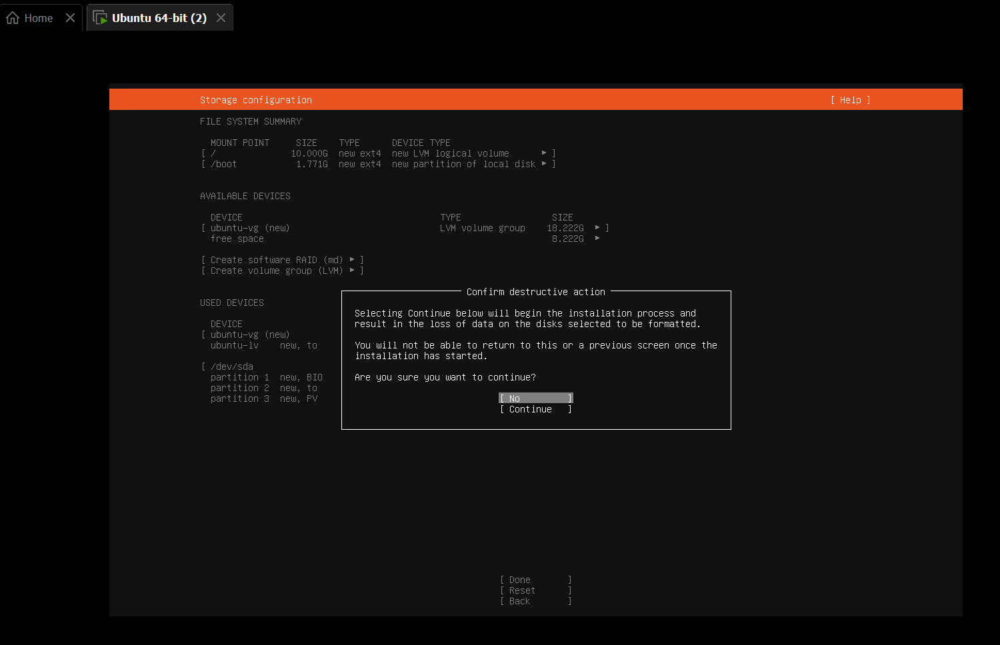 Home
Ubuntu 64-bit (2)
Storage configuration [ Help ]
FILE SYSTEM SUMMARY
MOUNT POINT SIZE TYPE DEVICE TYPE
[ / 10.000G new ext4 new LVM logical volume ▸ ]
[ /boot 1.771G new ext4 new partition of local disk ▸ ]
AVAILABLE DEVICES
DEVICE TYPE SIZE
[ ubuntu-vg (new) LVM volume group 18.222G ▸ ]
free space 8.222G ▸
[ Create software RAID (md) ▸ ]
[ Create volume group (LVM) ▸ ]
USED DEVICES
DEVICE
[ ubuntu-vg (new)
ubuntu-lv new, to
[ /dev/sda
partition 1 new, BIO
partition 2 new, to
partition 3 new, PV
Confirm destructive action
Selecting Continue below will begin the installation process and
result in the loss of data on the disks selected to be formatted.
You will not be able to return to this or a previous screen once the
installation has started.
Are you sure you want to continue?
[ No ]
[ Continue ]
[ Done ]
[ Reset ]
[ Back ]